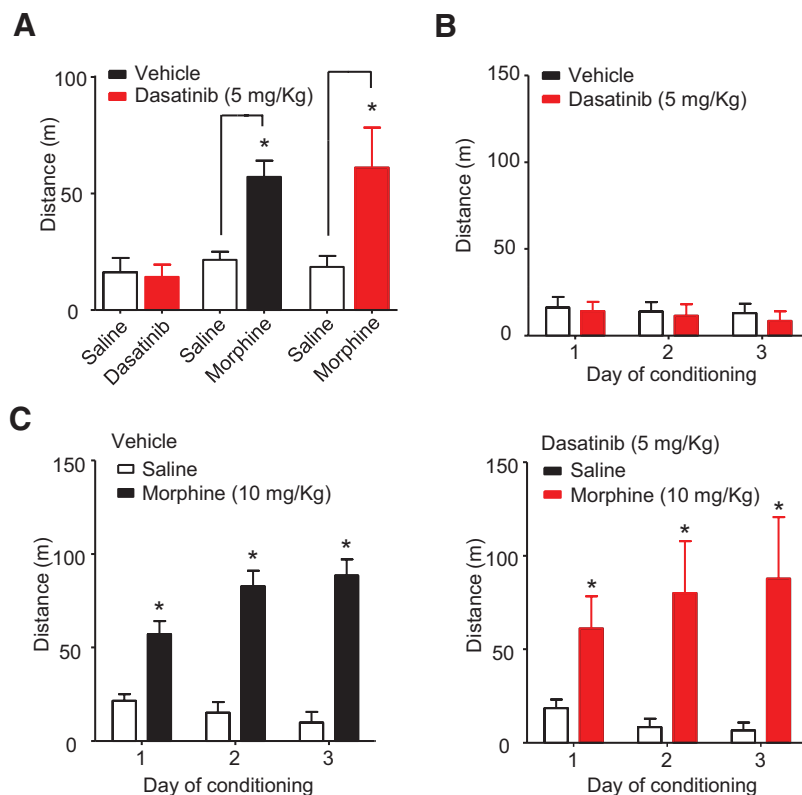 A
Vehicle
Dasatinib (5 mg/Kg)
100
50
0
Distance (m)
*
*
Saline
Dasatinib
Saline
Morphine
Saline
Morphine
B
Vehicle
Dasatinib (5 mg/Kg)
150
100
50
0
Distance (m)
1 2 3
Day of conditioning
C
Vehicle
Saline
Morphine (10 mg/Kg)
150
100
50
0
Distance (m)
* * *
1 2 3
Day of conditioning
Dasatinib (5 mg/Kg)
Saline
Morphine (10 mg/Kg)
150
100
50
0
Distance (m)
* * *
1 2 3
Day of conditioning